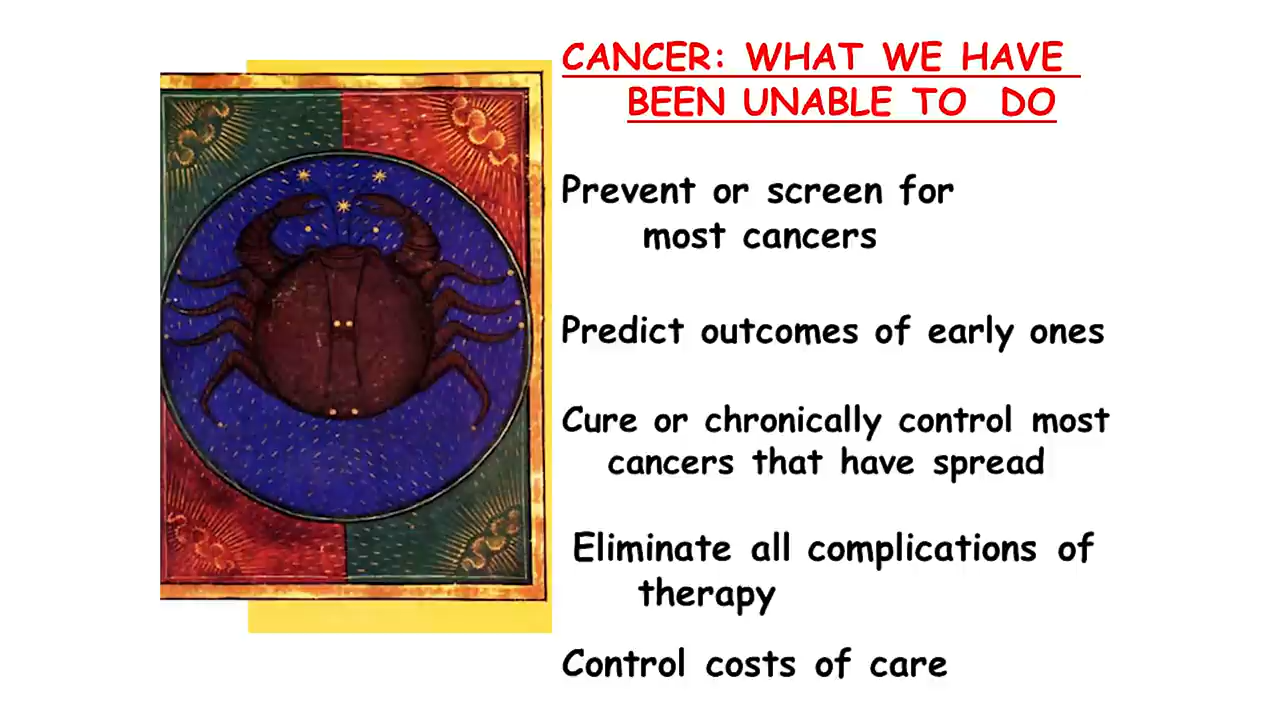 CANCER: WHAT WE HAVE
BEEN UNABLE TO DO
Prevent or screen for
most cancers
Predict outcomes of early ones
Cure or chronically control most
cancers that have spread
Eliminate all complications of
therapy
Control costs of care